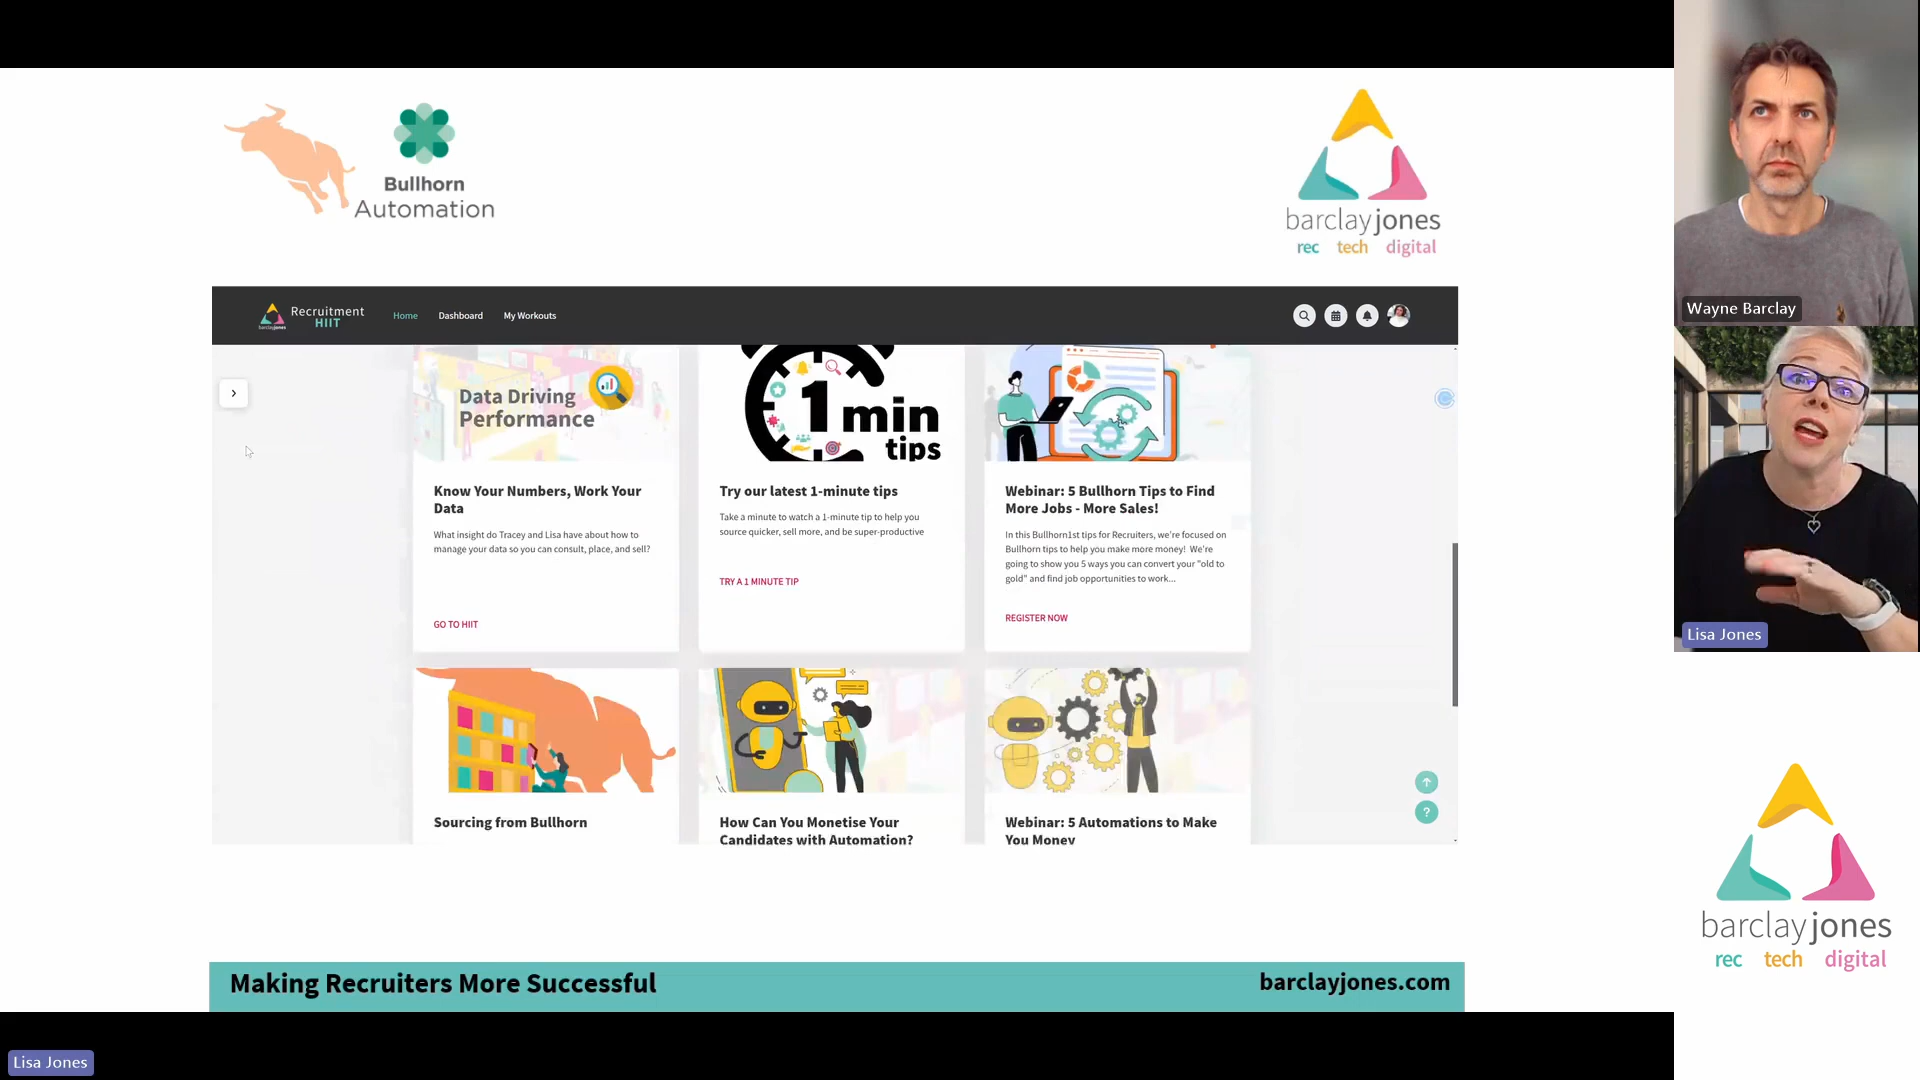 Bullhorn
Automation
barclayjones
rec tech digital
barclayjones
Recruitment
HIIT
Home
Dashboard
My Workouts
Data Driving
Performance
1 min
tips
Know Your Numbers, Work Your
Data
What insight do Tracey and Lisa have about how to
manage your data so you can consult, place, and sell?
GO TO HIIT
Try our latest 1-minute tips
Take a minute to watch a 1-minute tip to help you
source quicker, sell more, and be super-productive
TRY A 1 MINUTE TIP
Webinar: 5 Bullhorn Tips to Find
More Jobs - More Sales!
In this Bullhorn1st tips for Recruiters, we're focused on
Bullhorn tips to help you make more money! We're
going to show you 5 ways you can convert your "old to
gold" and find job opportunities to work...
REGISTER NOW
Sourcing from Bullhorn
How Can You Monetise Your
Candidates with Automation?
Webinar: 5 Automations to Make
You Money
?
Making Recruiters More Successful
barclayjones.com
Lisa Jones
Wayne Barclay
Lisa Jones
barclayjones
rec tech digital